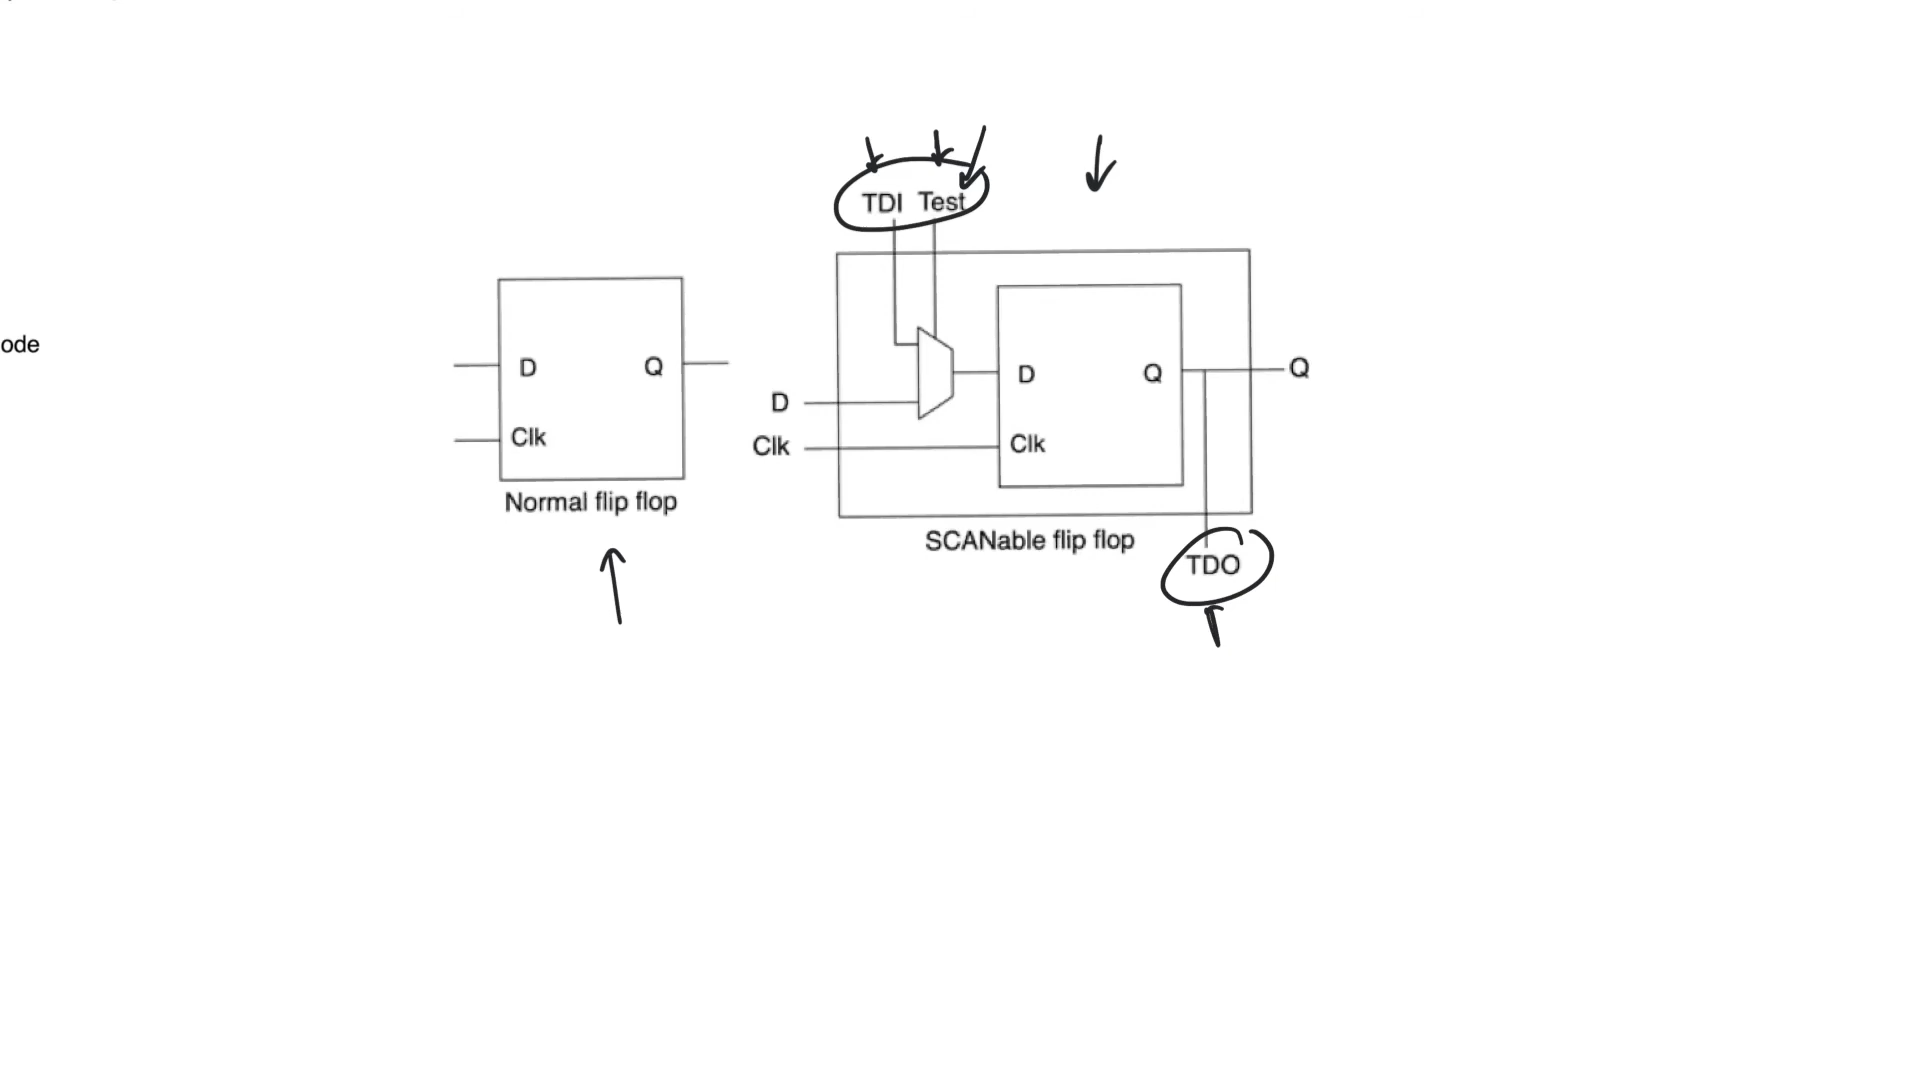 TDI Test
ode
D Q
Clk
Normal flip flop
D
Clk
D Q
Clk
Q
SCANable flip flop
TDO